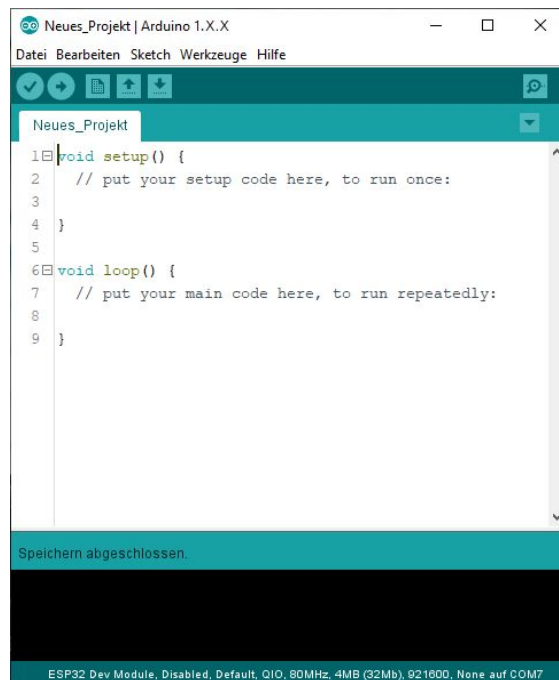 Neues_Projekt | Arduino 1.X.X
Datei Bearbeiten Sketch Werkzeuge Hilfe
Neues_Projekt
1 void setup() {
2 // put your setup code here, to run once:
3
4 }
5
6 void loop() {
7 // put your main code here, to run repeatedly:
8
9 }
Speichern abgeschlossen.
ESP32 Dev Module, Disabled, Default, QIO, 80MHz, 4MB (32Mb), 921600, None auf COM7